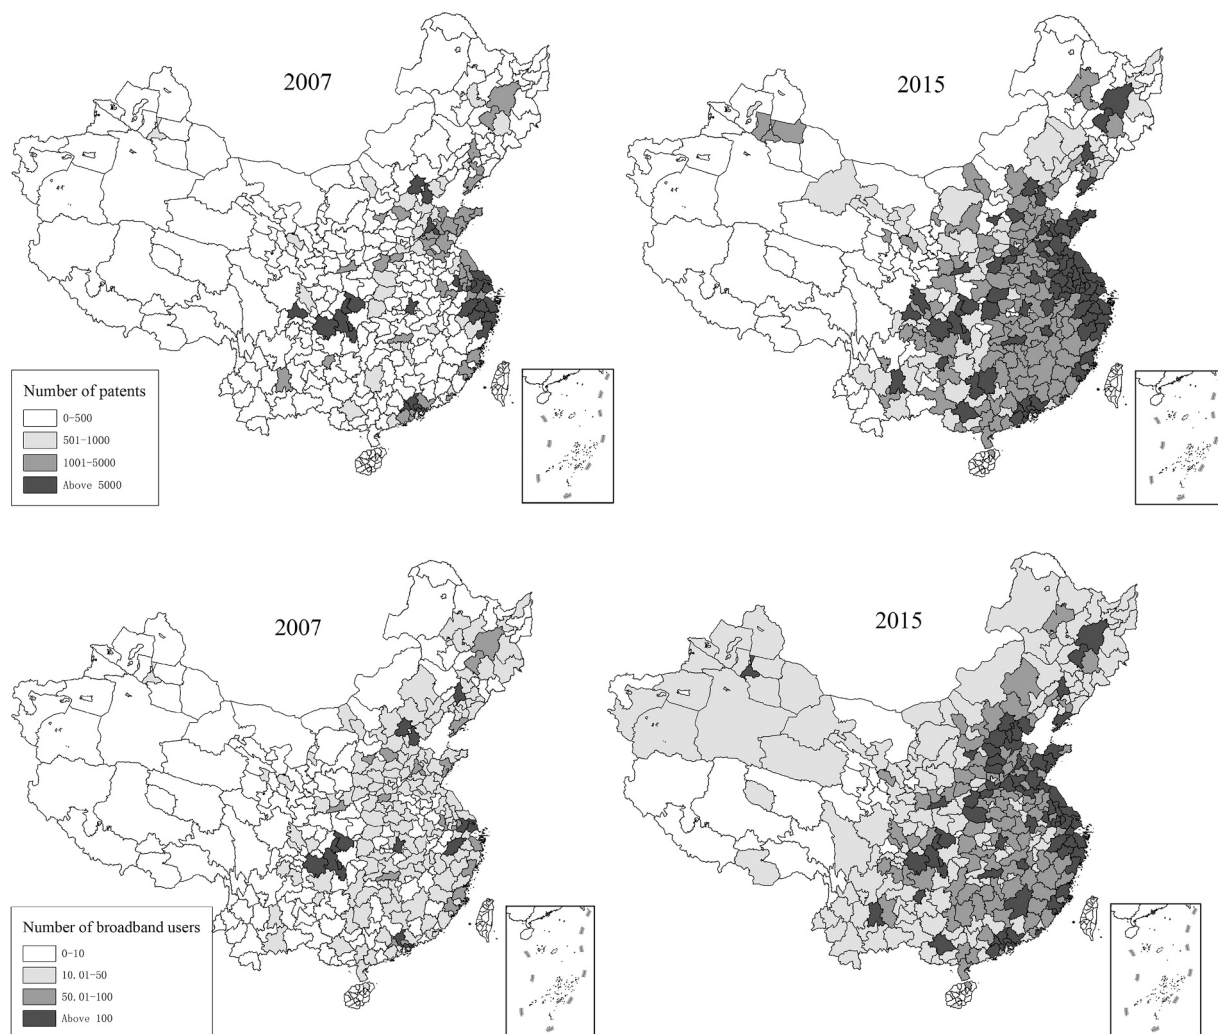 2007
2015
Number of patents
0-500
501-1000
1001-5000
Above 5000
2007
2015
Number of broadband users
0-10
10.01-50
50.01-100
Above 100